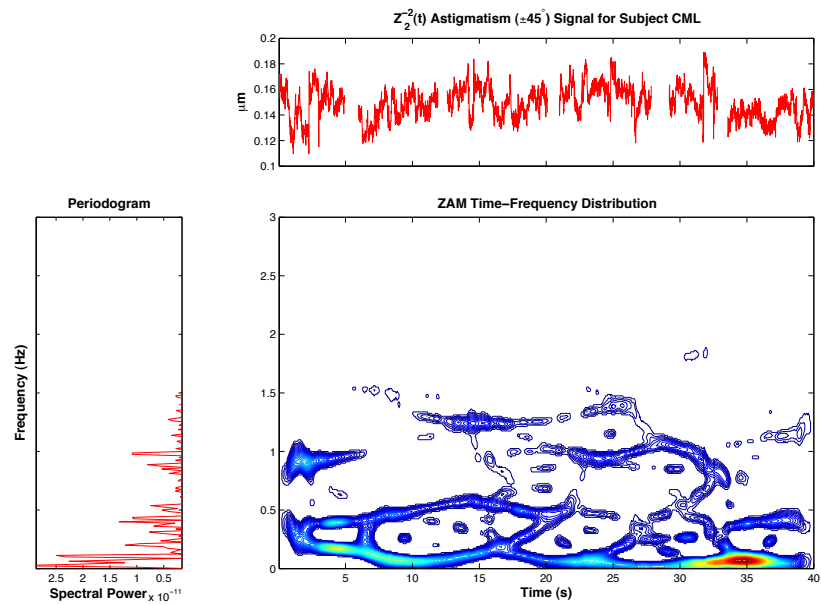 Z₂⁻²(t) Astigmatism (±45°) Signal for Subject CML
0.2
0.18
0.16
0.14
0.12
0.1
μm
Periodogram
ZAM Time−Frequency Distribution
3
2.5
2
1.5
1
0.5
0
Frequency (Hz)
2.5 2 1.5 1 0.5
Spectral Power x 10⁻¹¹
5 10 15 20 25 30 35 40
Time (s)